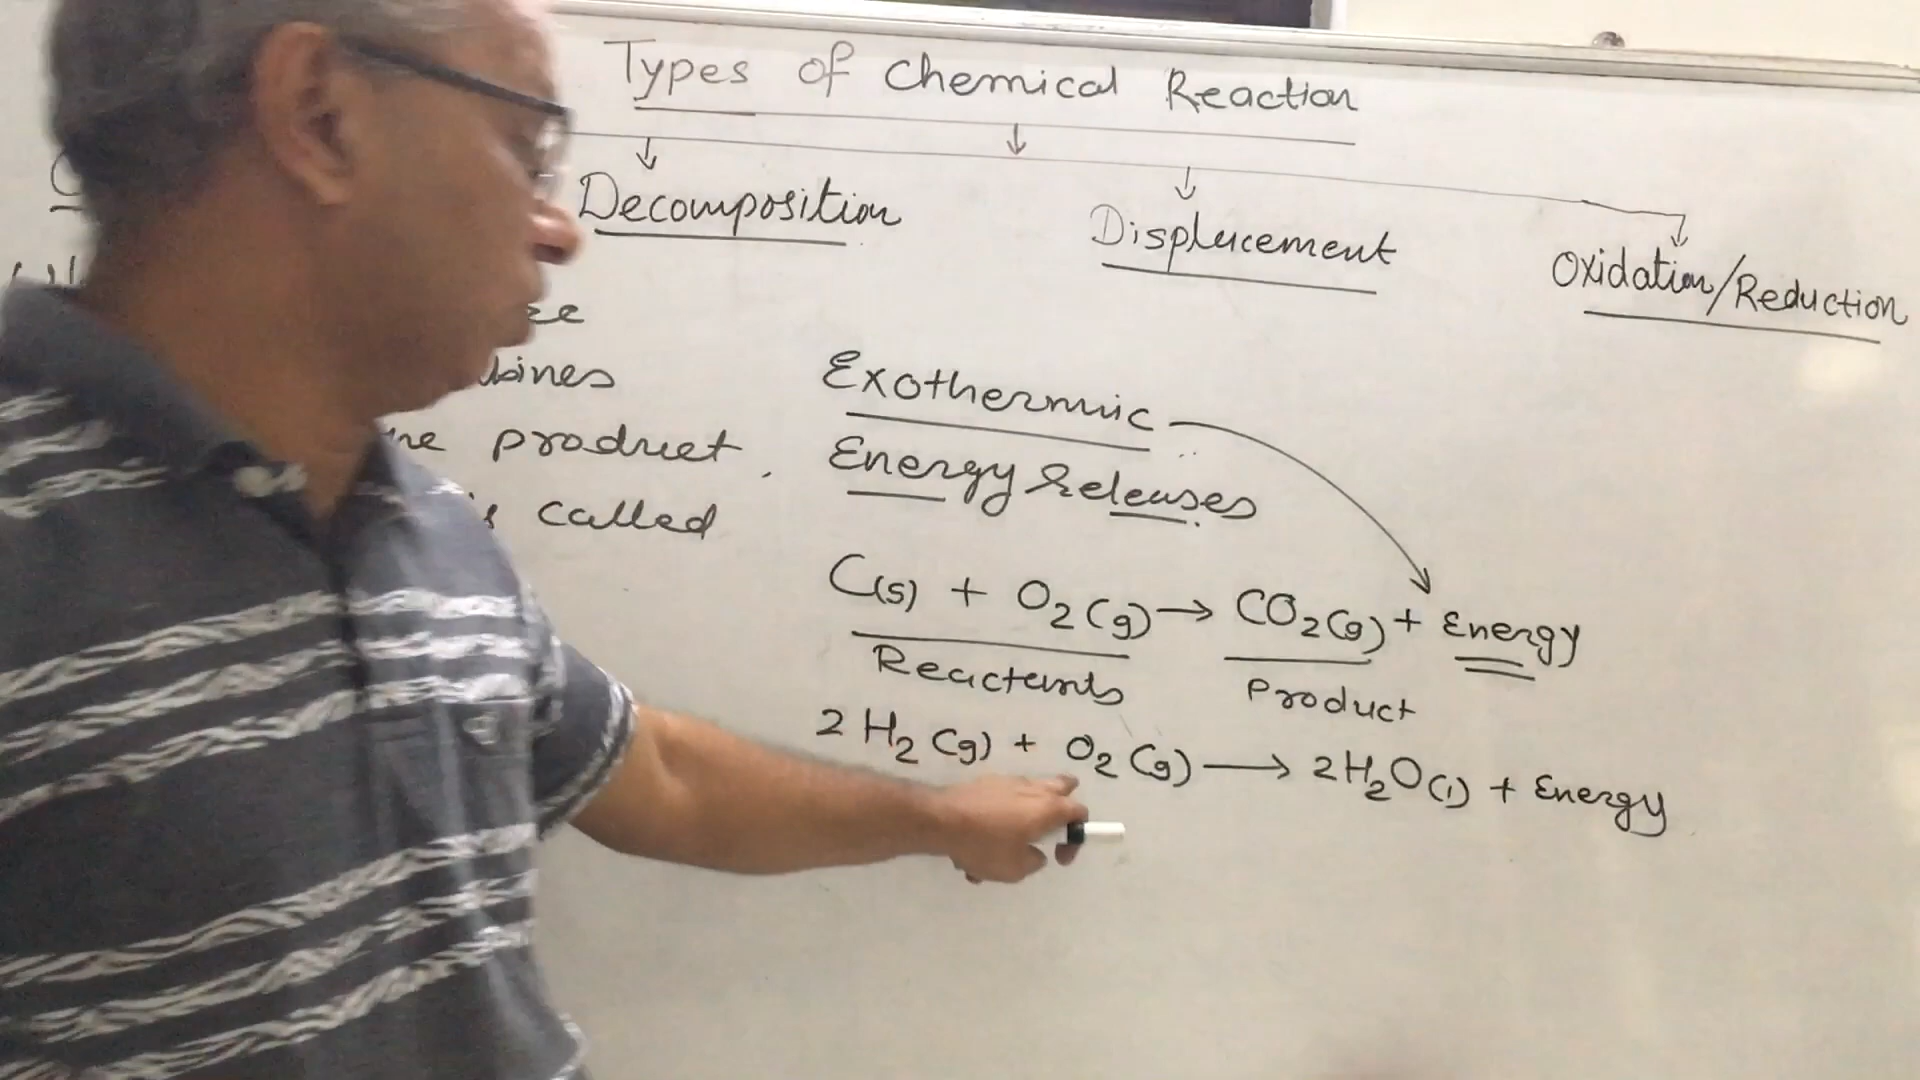 Types of Chemical Reaction
Decomposition
Displacement
Oxidation/Reduction
product.
called
Exothermic
Energy Releases
C(s) + O2(g) → CO2(g) + Energy
Reactants
Product
2H2(g) + O2(g) → 2H2O(l) + Energy